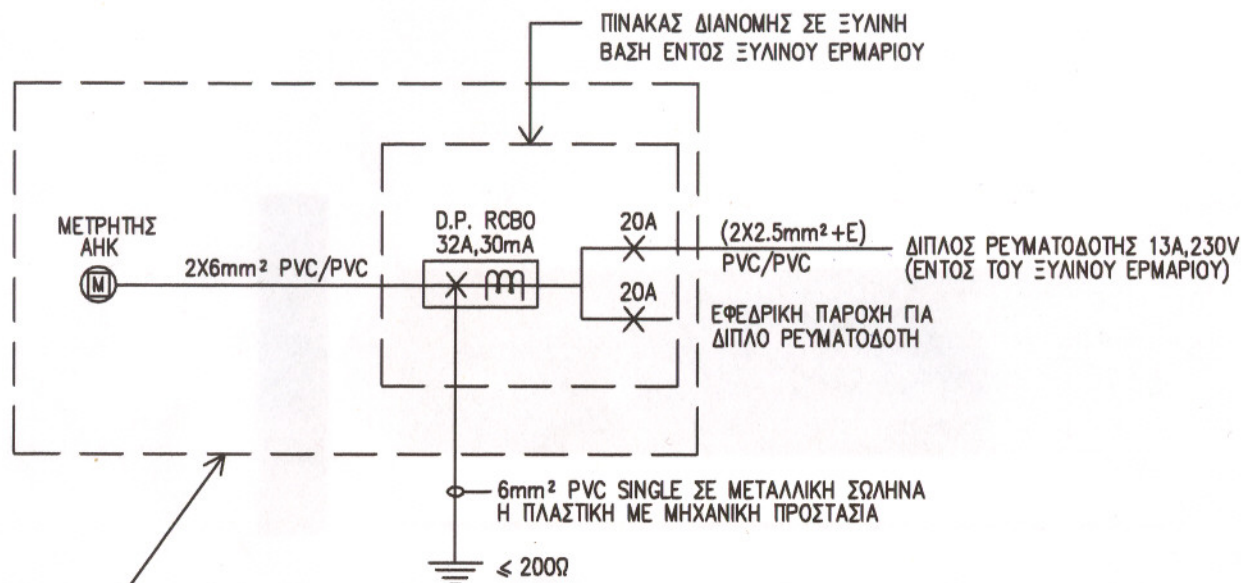 ΠΙΝΑΚΑΣ ΔΙΑΝΟΜΗΣ ΣΕ ΞΥΛΙΝΗ
ΒΑΣΗ ΕΝΤΟΣ ΞΥΛΙΝΟΥ ΕΡΜΑΡΙΟΥ
ΜΕΤΡΗΤΗΣ
ΑΗΚ
M
2X6mm² PVC/PVC
D.P. RCBO
32A,30mA
20A
(2X2.5mm²+E)
PVC/PVC
ΔΙΠΛΟΣ ΡΕΥΜΑΤΟΔΟΤΗΣ 13A,230V
(ΕΝΤΟΣ ΤΟΥ ΞΥΛΙΝΟΥ ΕΡΜΑΡΙΟΥ)
20A
ΕΦΕΔΡΙΚΗ ΠΑΡΟΧΗ ΓΙΑ
ΔΙΠΛΟ ΡΕΥΜΑΤΟΔΟΤΗ
6mm² PVC SINGLE ΣΕ ΜΕΤΑΛΛΙΚΗ ΣΩΛΗΝΑ
Η ΠΛΑΣΤΙΚΗ ΜΕ ΜΗΧΑΝΙΚΗ ΠΡΟΣΤΑΣΙΑ
≤ 200Ω